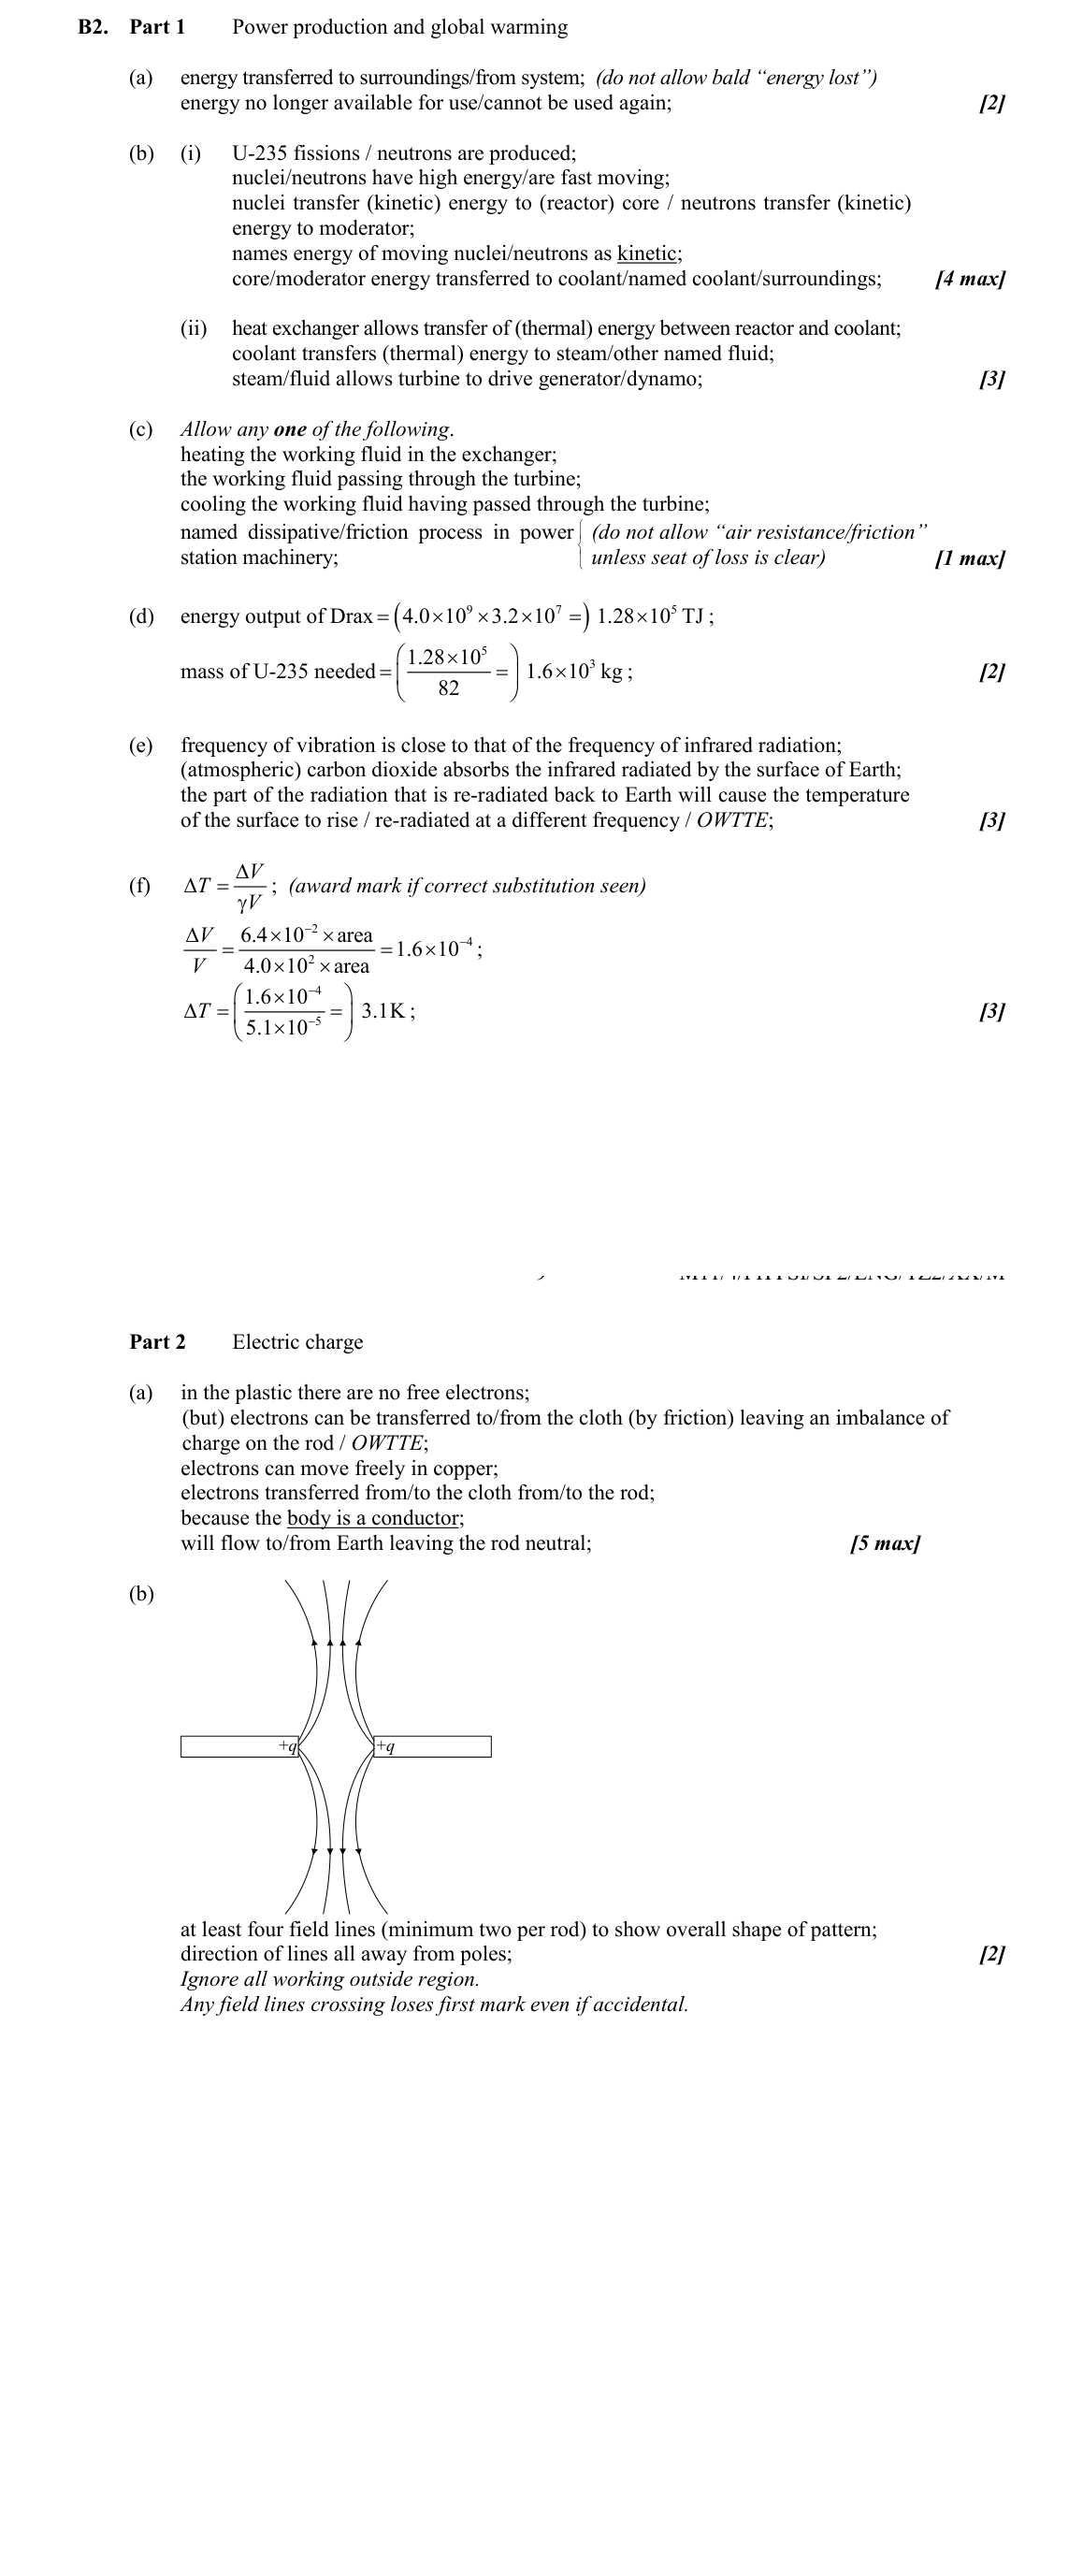 B2. Part 1 Power production and global warming
(a) energy transferred to surroundings/from system; (do not allow bald “energy lost”)
energy no longer available for use/cannot be used again; [2]
(b) (i) U-235 fissions / neutrons are produced;
nuclei/neutrons have high energy/are fast moving;
nuclei transfer (kinetic) energy to (reactor) core / neutrons transfer (kinetic)
energy to moderator;
names energy of moving nuclei/neutrons as kinetic;
core/moderator energy transferred to coolant/named coolant/surroundings; [4 max]
(ii) heat exchanger allows transfer of (thermal) energy between reactor and coolant;
coolant transfers (thermal) energy to steam/other named fluid;
steam/fluid allows turbine to drive generator/dynamo; [3]
(c) Allow any one of the following.
heating the working fluid in the exchanger;
the working fluid passing through the turbine;
cooling the working fluid having passed through the turbine;
named dissipative/friction process in power (do not allow “air resistance/friction”
station machinery; unless seat of loss is clear) [1 max]
(d) energy output of Drax = (4.0×10⁹ ×3.2×10⁷ =) 1.28×10⁵ TJ ;
mass of U-235 needed = (1.28×10⁵ / 82 =) 1.6×10³ kg ; [2]
(e) frequency of vibration is close to that of the frequency of infrared radiation;
(atmospheric) carbon dioxide absorbs the infrared radiated by the surface of Earth;
the part of the radiation that is re-radiated back to Earth will cause the temperature
of the surface to rise / re-radiated at a different frequency / OWTTE; [3]
(f) ΔT = ΔV / γV ; (award mark if correct substitution seen)
ΔV / V = 6.4×10⁻² × area / 4.0×10² × area = 1.6×10⁻⁴ ;
ΔT = (1.6×10⁻⁴ / 5.1×10⁻⁵ =) 3.1K ; [3]
Part 2 Electric charge
(a) in the plastic there are no free electrons;
(but) electrons can be transferred to/from the cloth (by friction) leaving an imbalance of
charge on the rod / OWTTE;
electrons can move freely in copper;
electrons transferred from/to the cloth from/to the rod;
because the body is a conductor;
will flow to/from Earth leaving the rod neutral; [5 max]
(b)
+q +q
at least four field lines (minimum two per rod) to show overall shape of pattern;
direction of lines all away from poles; [2]
Ignore all working outside region.
Any field lines crossing loses first mark even if accidental.